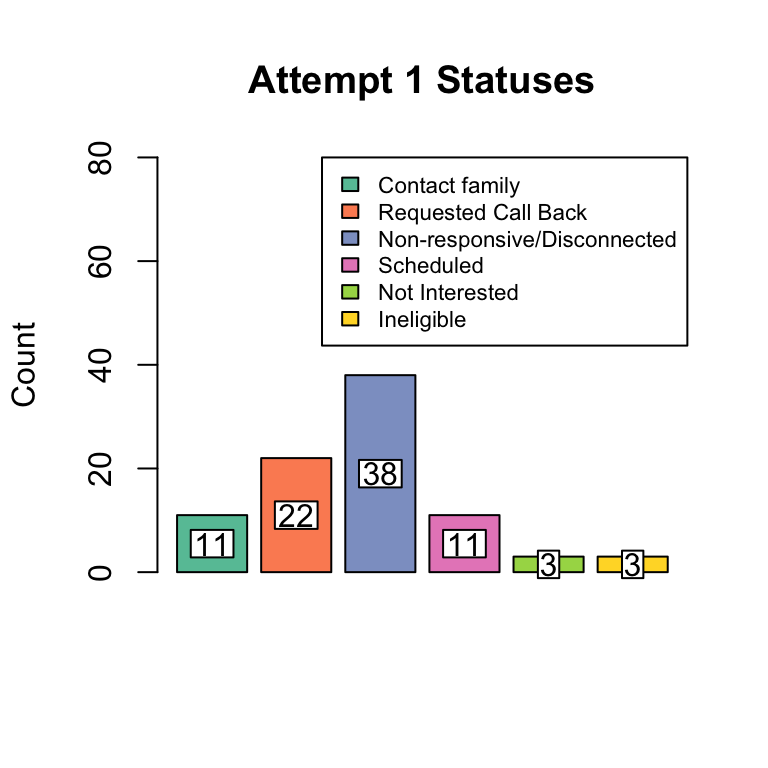 Attempt 1 Statuses
80
60
40
20
0
Count
Contact family
Requested Call Back
Non-responsive/Disconnected
Scheduled
Not Interested
Ineligible
11
22
38
11
3
3